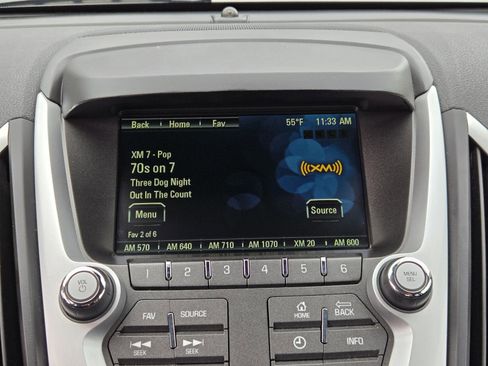 Back Home Fav 55°F 11:33 AM
XM 7 - Pop
70s on 7
Three Dog Night
Out In The Count
((XM))
Menu Source
Fav 2 of 6
AM 570 AM 640 AM 710 AM 1070 XM 20 AM 600
1 2 3 4 5 6
VOL
MENU
SEL
FAV SOURCE HOME BACK
SEEK SEEK INFO